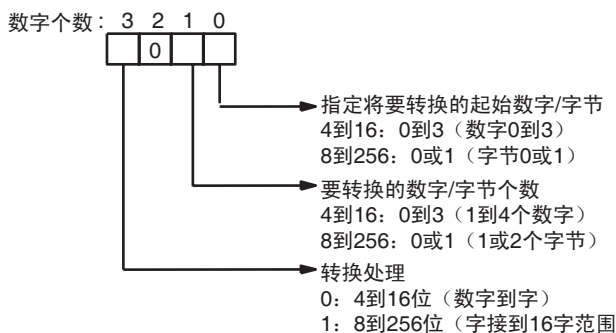 数字个数: 3 2 1 0
0
指定将要转换的起始数字/字节
4到16：0到3（数字0到3）
8到256：0或1（字节0或1）
要转换的数字/字节个数
4到16：0到3（1到4个数字）
8到256：0或1（1或2个字节）
转换处理
0：4到16位（数字到字）
1：8到256位（字接到16字范围